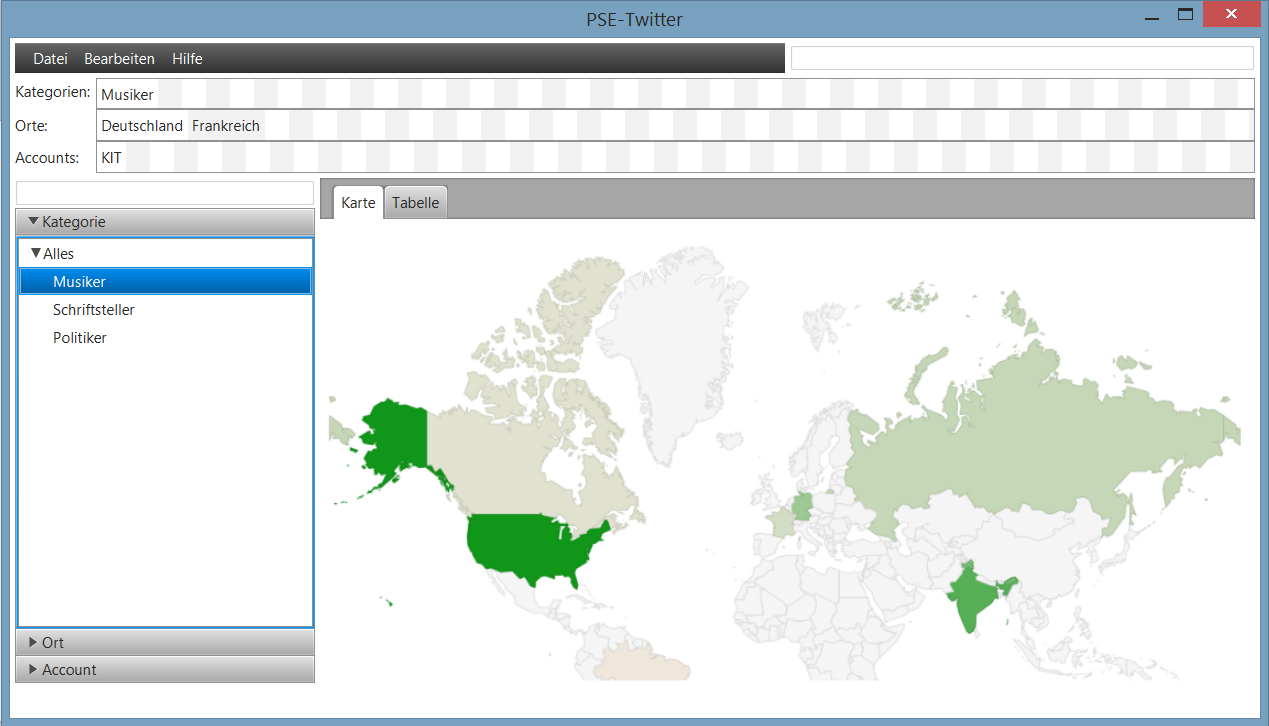 PSE-Twitter
Datei Bearbeiten Hilfe
Kategorien: Musiker
Orte: Deutschland Frankreich
Accounts: KIT
Karte Tabelle
Kategorie
Alles
Musiker
Schriftsteller
Politiker
Ort
Account